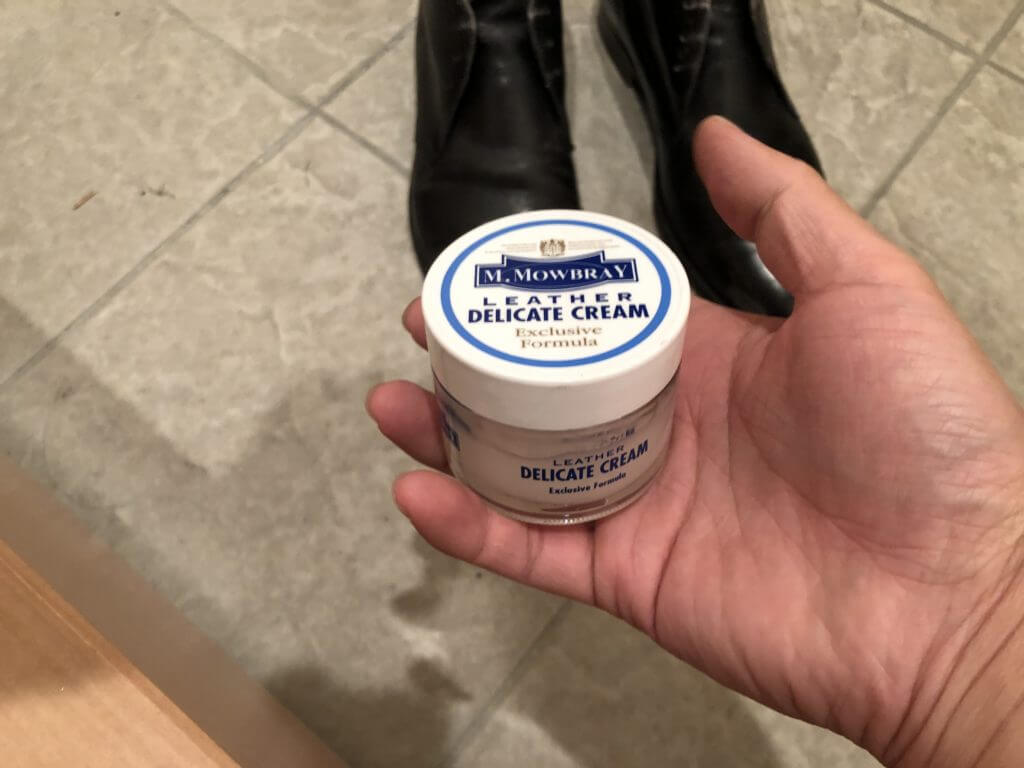 M. MOWBRAY
LEATHER
DELICATE CREAM
Exclusive
Formula
LEATHER
DELICATE CREAM
Exclusive Formula